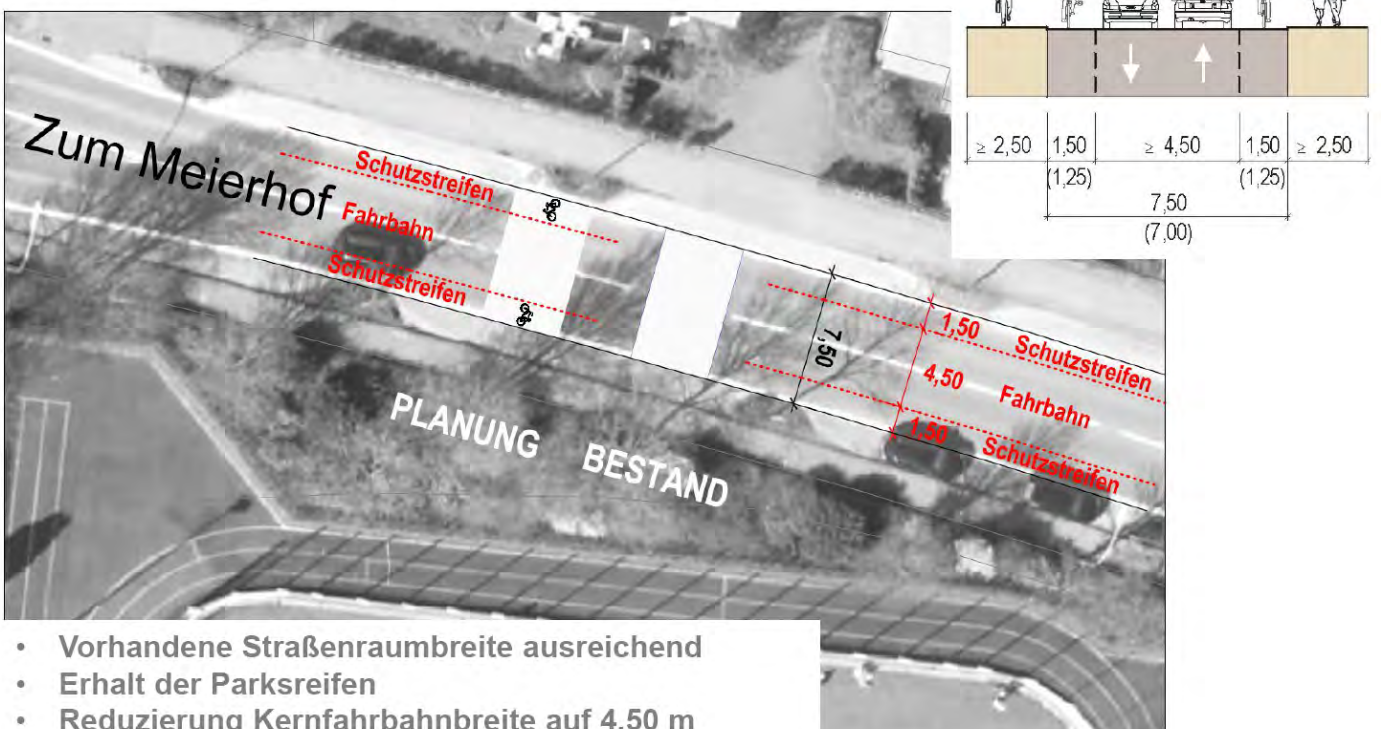 ≥ 2,50 1,50 ≥ 4,50 1,50 ≥ 2,50
(1,25) (1,25)
7,50
(7,00)
Zum Meierhof
Schutzstreifen
Fahrbahn
Schutzstreifen
7,50
1,50 Schutzstreifen
4,50 Fahrbahn
1,50 Schutzstreifen
PLANUNG BESTAND
• Vorhandene Straßenraumbreite ausreichend
• Erhalt der Parksreifen
• Reduzierung Kernfahrbahnbreite auf 4,50 m